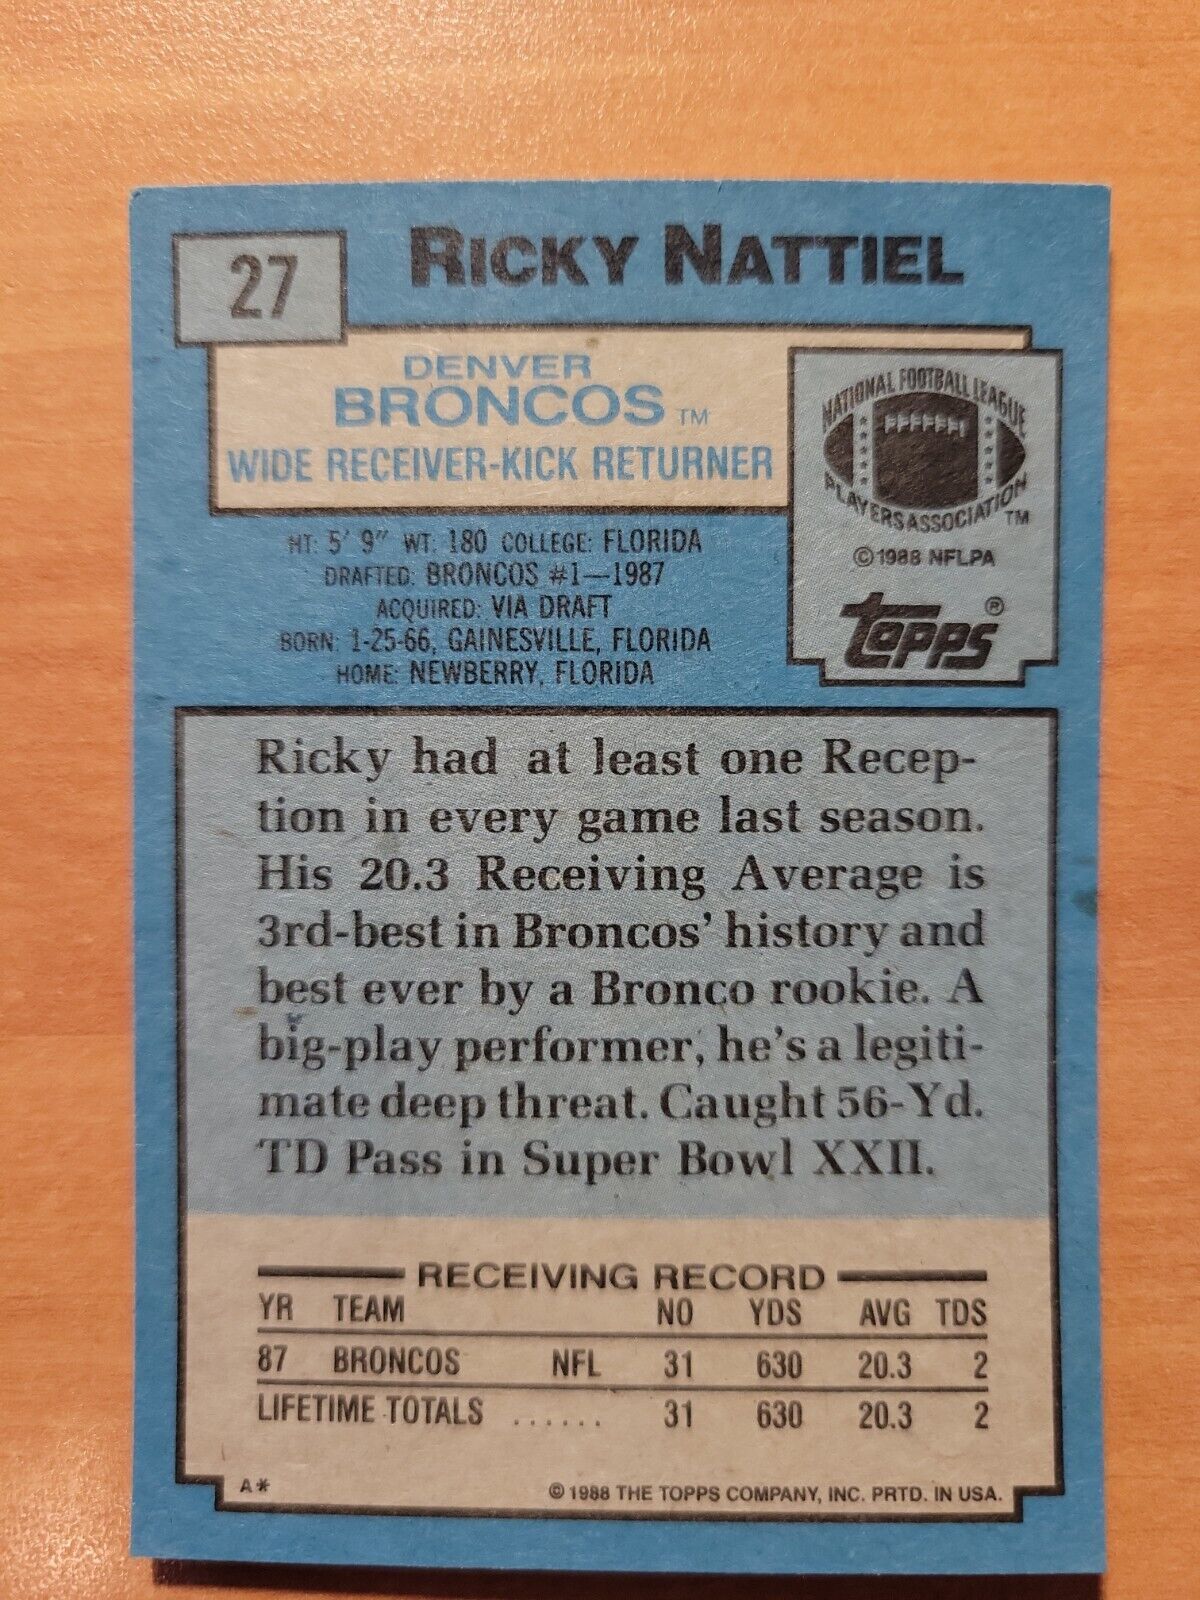 27
RICKY NATTIEL
DENVER
BRONCOS TM
WIDE RECEIVER-KICK RETURNER
NATIONAL FOOTBALL LEAGUE
PLAYERS ASSOCIATION
TM
©1988 NFLPA
topps®
HT: 5' 9" WT: 180 COLLEGE: FLORIDA
DRAFTED: BRONCOS #1—1987
ACQUIRED: VIA DRAFT
BORN: 1-25-66, GAINESVILLE, FLORIDA
HOME: NEWBERRY, FLORIDA
Ricky had at least one Recep-
tion in every game last season.
His 20.3 Receiving Average is
3rd-best in Broncos' history and
best ever by a Bronco rookie. A
big-play performer, he's a legiti-
mate deep threat. Caught 56-Yd.
TD Pass in Super Bowl XXII.
RECEIVING RECORD
YR TEAM NO YDS AVG TDS
87 BRONCOS NFL 31 630 20.3 2
LIFETIME TOTALS ...... 31 630 20.3 2
A*
© 1988 THE TOPPS COMPANY, INC. PRTD. IN USA.